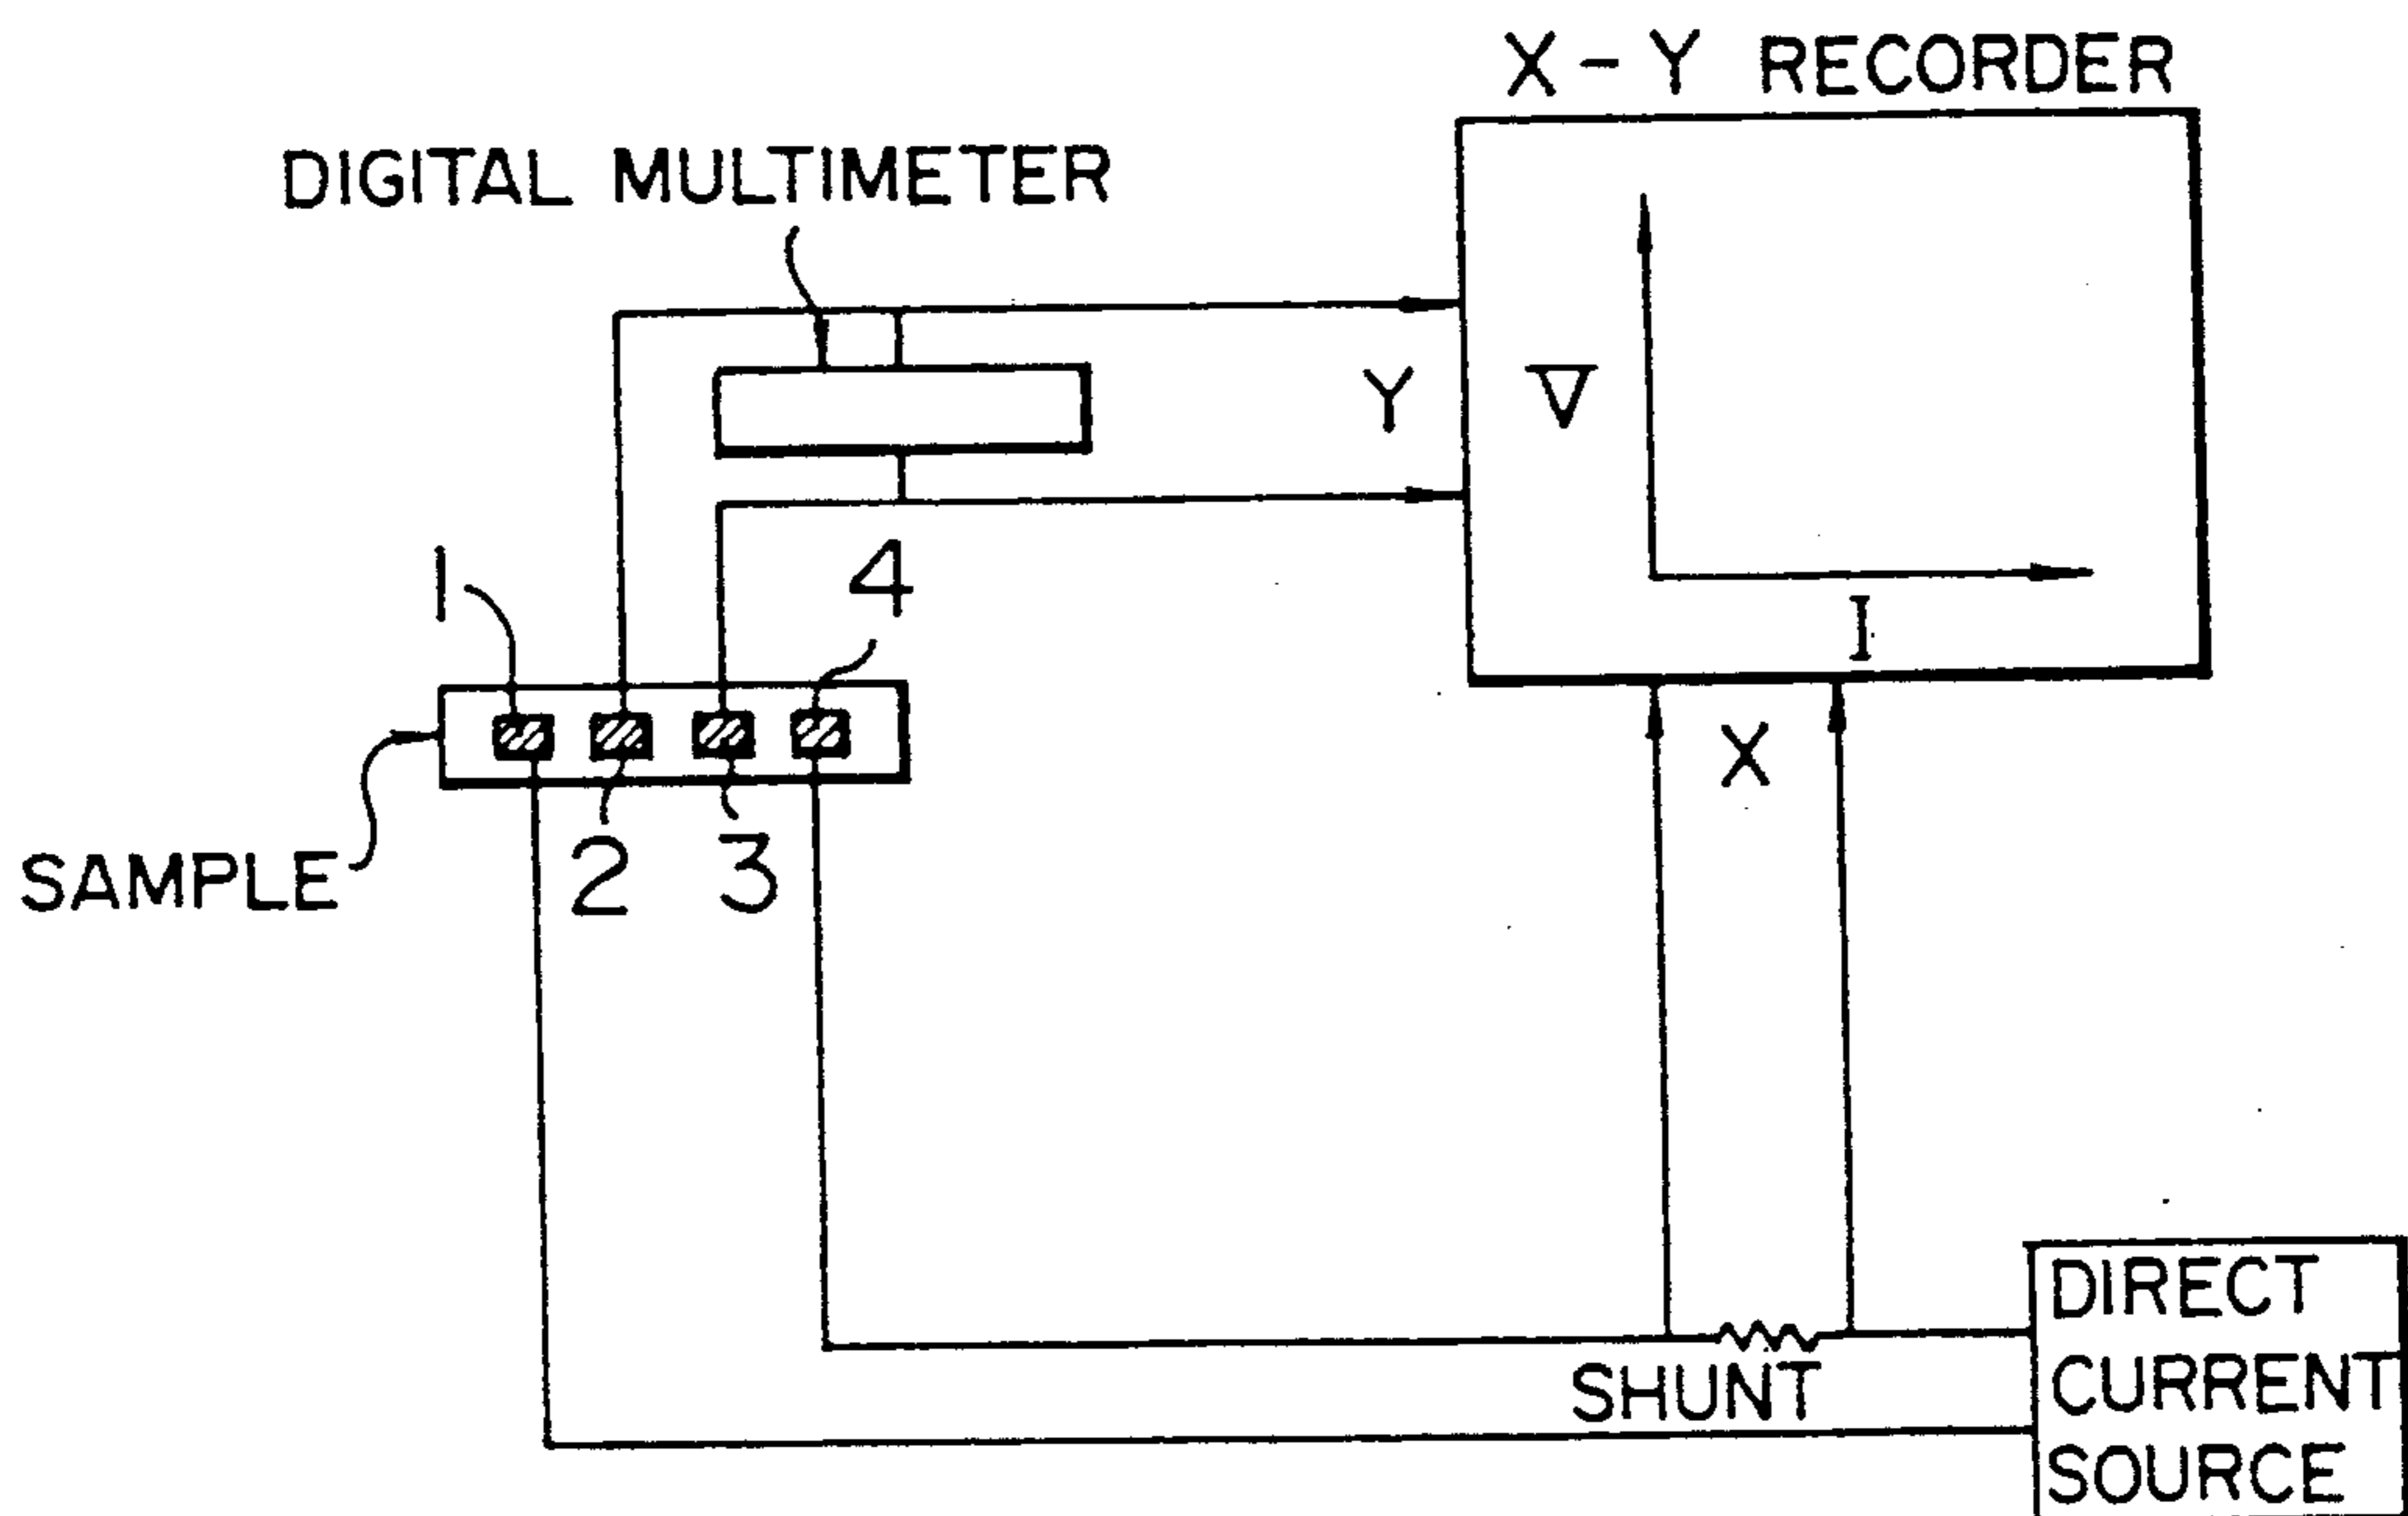 X-Y RECORDER
DIGITAL MULTIMETER
Y
V
1
4
I
X
SAMPLE
2
3
SHUNT
DIRECT
CURRENT
SOURCE